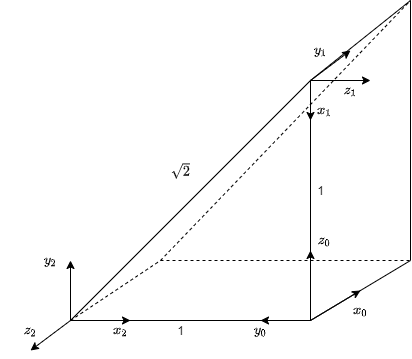 y₁
z₁
x₁
√2
1
z₀
y₂
x₀
z₂
x₂
1
y₀